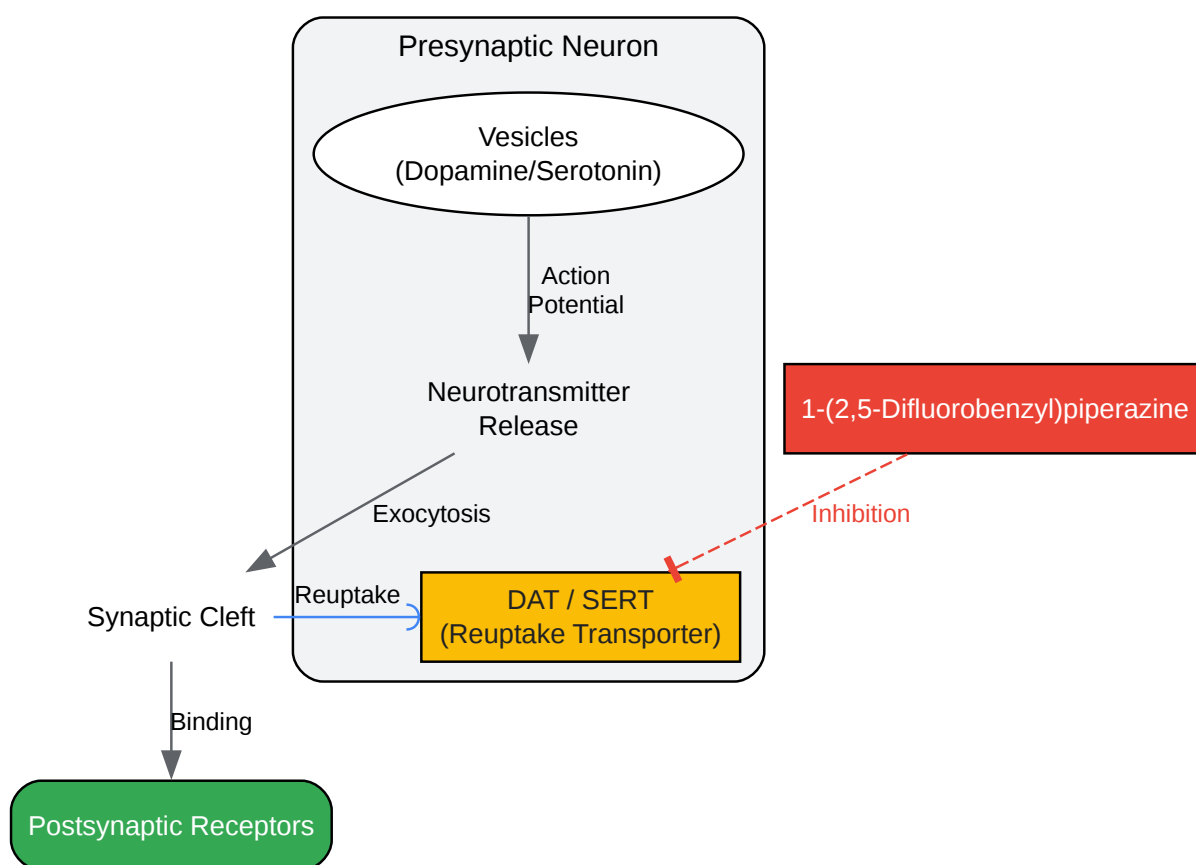 Presynaptic Neuron
Vesicles
(Dopamine/Serotonin)
Action
Potential
Neurotransmitter
Release
1-(2,5-Difluorobenzyl)piperazine
Exocytosis
Inhibition
Synaptic Cleft
Reuptake
DAT / SERT
(Reuptake Transporter)
Binding
Postsynaptic Receptors